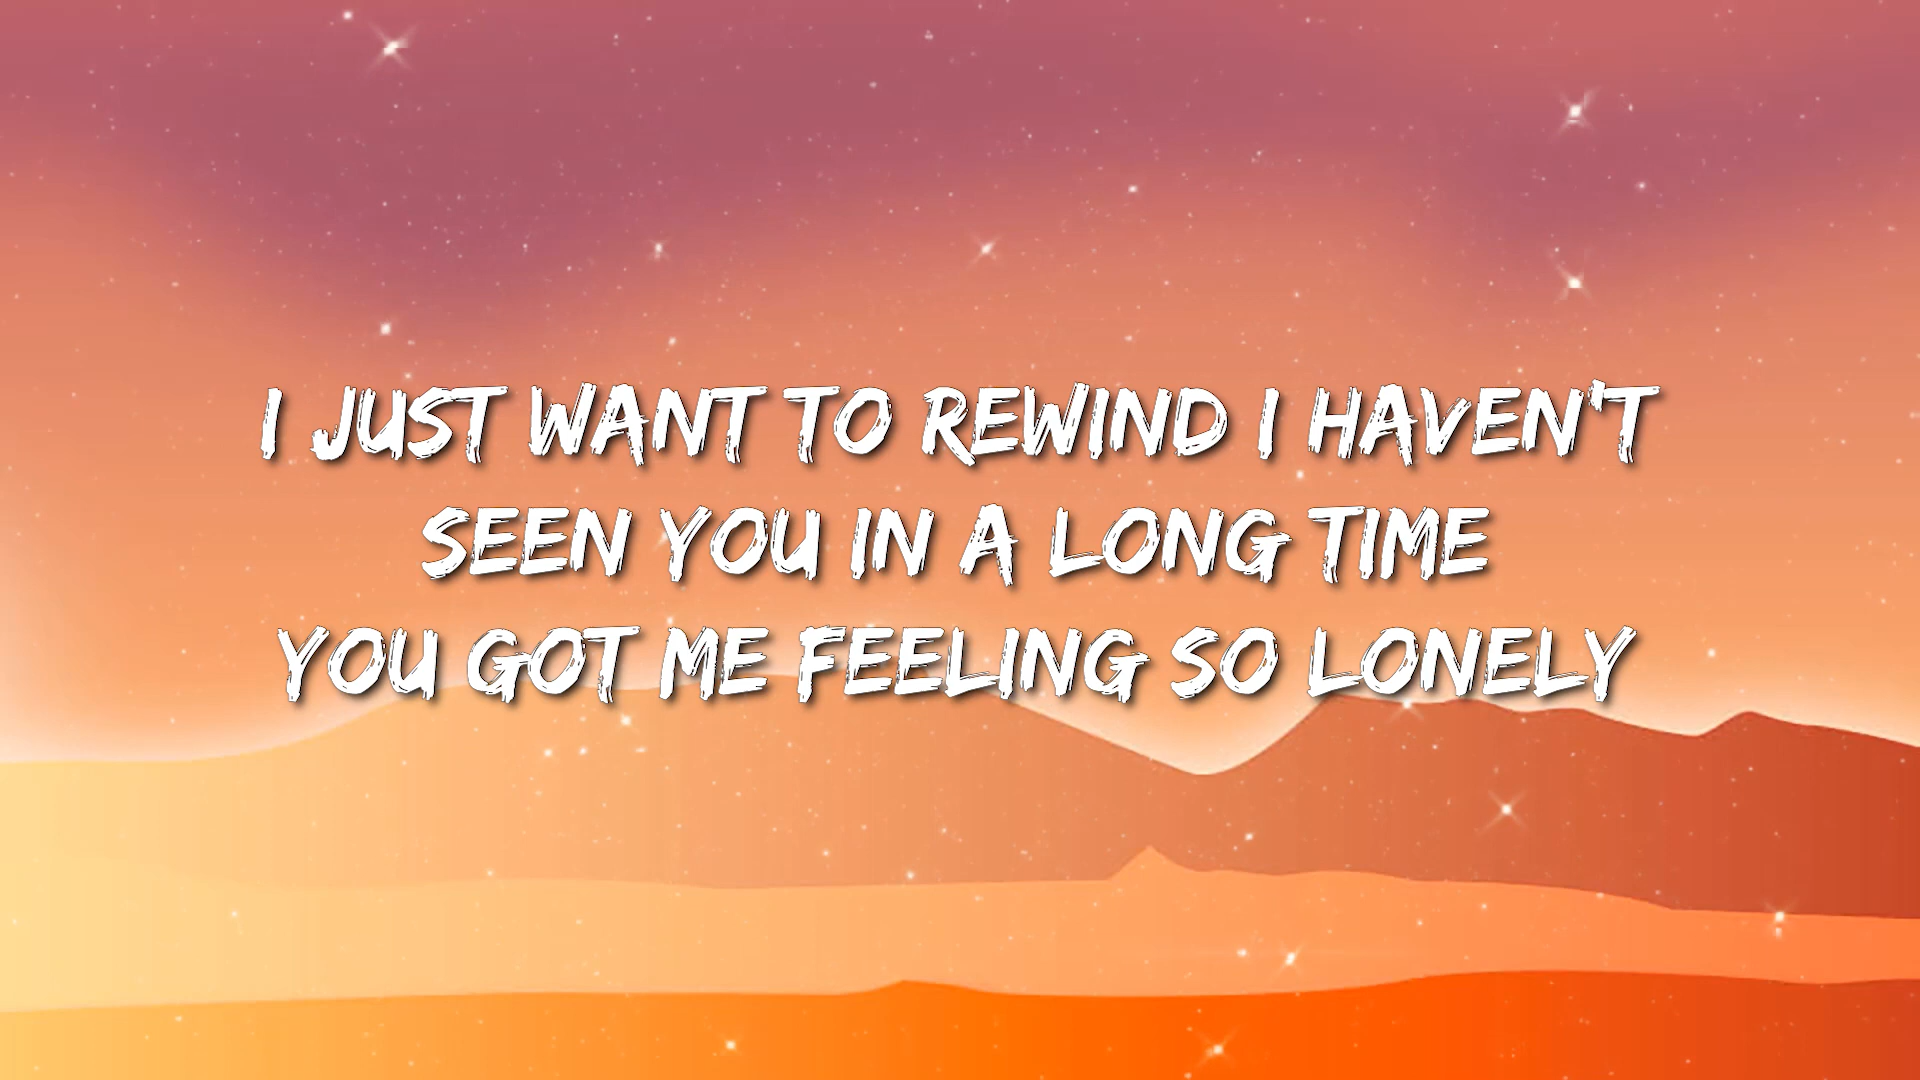 I JUST WANT TO REWIND I HAVEN'T
SEEN YOU IN A LONG TIME
YOU GOT ME FEELING SO LONELY